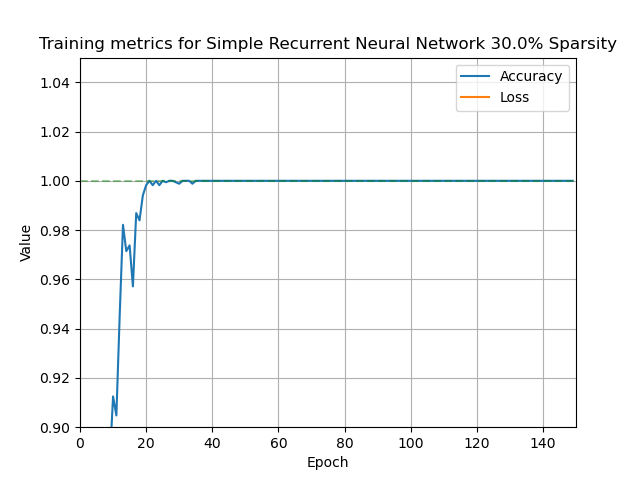 Training metrics for Simple Recurrent Neural Network 30.0% Sparsity
Accuracy
Loss
1.04
1.02
1.00
0.98
0.96
0.94
0.92
0.90
Value
0 20 40 60 80 100 120 140
Epoch